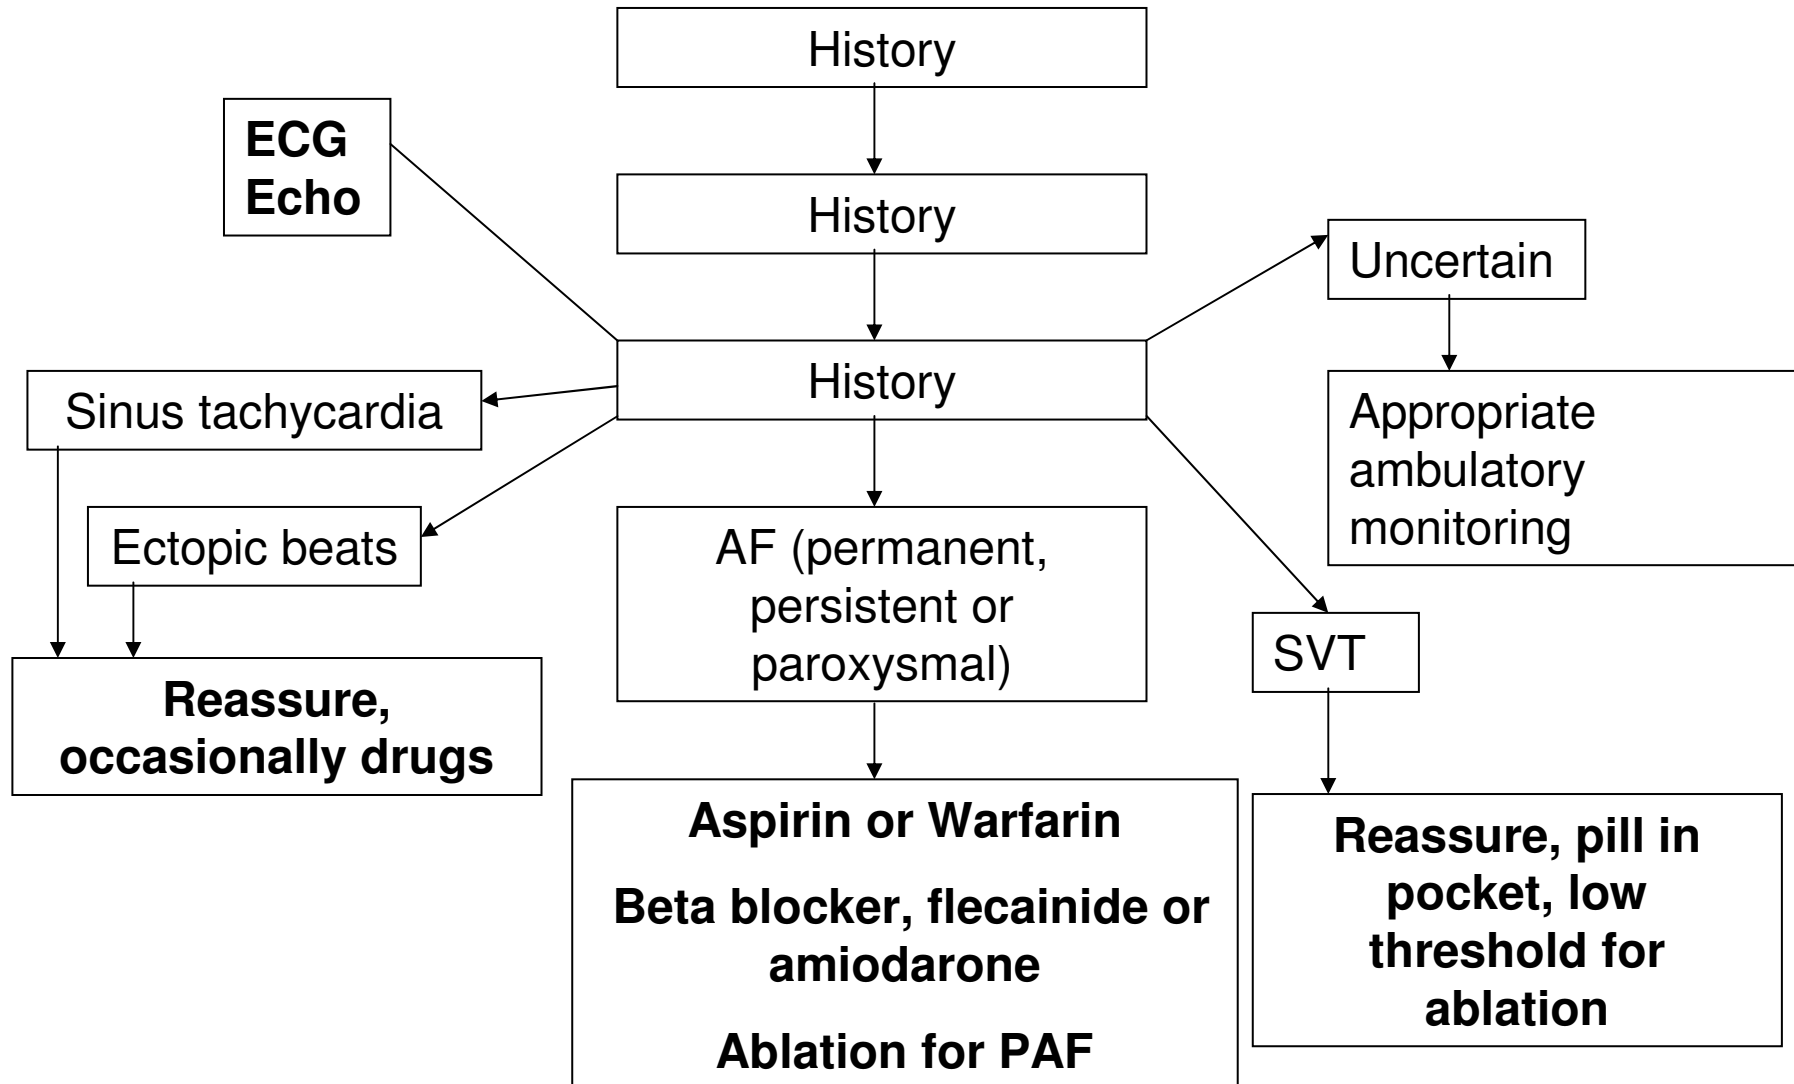 History
ECG
Echo
History
Uncertain
History
Sinus tachycardia
Appropriate
ambulatory
monitoring
Ectopic beats
AF (permanent,
persistent or
paroxysmal)
SVT
Reassure,
occasionally drugs
Aspirin or Warfarin
Beta blocker, flecainide or
amiodarone
Ablation for PAF
Reassure, pill in
pocket, low
threshold for
ablation